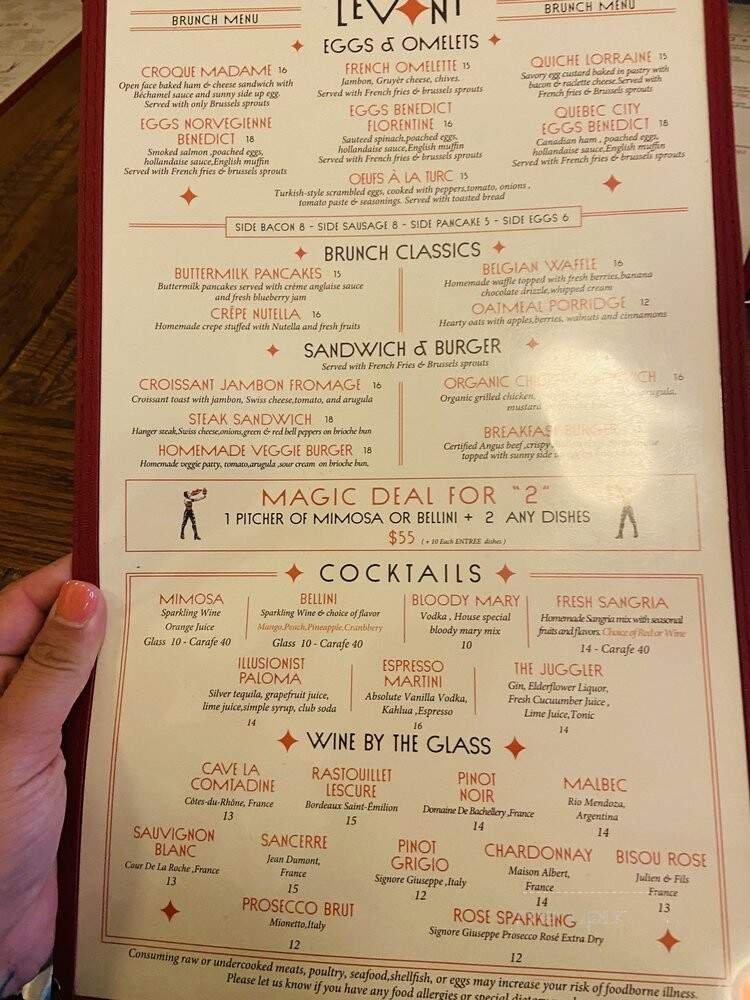 BRUNCH MENU
LEVANT
BRUNCH MENU
EGGS & OMELETS
CROQUE MADAME 16
Open face baked ham & cheese sandwich with
Béchamel sauce and sunny side up egg.
Served with only Brussels sprouts
EGGS NORVEGIENNE
BENEDICT 18
Smoked salmon ,poached eggs,
hollandaise sauce,English muffin
Served with French fries & brussels sprouts
FRENCH OMELETTE 15
Jambon, Gruyèr cheese, chives.
Served with French fries & Brussels sprouts
EGGS BENEDICT
FLORENTINE 16
Sauteed spinach,poached eggs,
hollandaise sauce,English muffin
Served with French fries & brussels sprouts
QUICHE LORRAINE 15
Savory egg custard baked in pastry with
bacon & raclette cheese.Served with
French fries & Brussels sprouts
QUEBEC CITY
EGGS BENEDICT 18
Canadian ham , poached eggs,
hollandaise sauce,English muffin
Served with French fries & brussels sprouts
OEUFS À LA TURC 15
Turkish-style scrambled eggs, cooked with peppers,tomato, onions ,
tomato paste & seasonings. Served with toasted bread
SIDE BACON 8 - SIDE SAUSAGE 8 - SIDE PANCAKE 5 - SIDE EGGS 6
BRUNCH CLASSICS
BUTTERMILK PANCAKES 15
Buttermilk pancakes served with crème anglaise sauce
and fresh blueberry jam
CRÊPE NUTELLA 16
Homemade crepe stuffed with Nutella and fresh fruits
BELGIAN WAFFLE 16
Homemade waffle topped with fresh berries,banana
chocolate drizzle,whipped cream
OATMEAL PORRIDGE 12
Hearty oats with apples,berries, walnuts and cinnamons
SANDWICH & BURGER
Served with French Fries & Brussels sprouts
CROISSANT JAMBON FROMAGE 16
Croissant toast with jambon, Swiss cheese,tomato, and arugula
STEAK SANDWICH 18
Hanger steak,Swiss cheese,onions,green & red bell peppers on brioche bun
HOMEMADE VEGGIE BURGER 18
Homemade veggie patty, tomato,arugula ,sour cream on brioche bun,
ORGANIC 16
Organic grilled chicken, arugula,
mustard
BREAKFAST BURGER
Certified Angus beef ,crispy
topped with sunny side
MAGIC DEAL FOR "2"
1 PITCHER OF MIMOSA OR BELLINI + 2 ANY DISHES
$55 ( + 10 Each ENTREE dishes )
COCKTAILS
MIMOSA
Sparkling Wine
Orange Juice
Glass 10 - Carafe 40
BELLINI
Sparkling Wine & choice of flavor
Mango,Peach,Pineapple,Cranbbery
Glass 10 - Carafe 40
BLOODY MARY
Vodka , House special
bloody mary mix
10
FRESH SANGRIA
Homemade Sangria mix with seasonal
fruits and flavors. Choice of Red or Wine
14 - Carafe 40
ILLUSIONIST
PALOMA
Silver tequila, grapefruit juice,
lime juice,simple syrup, club soda
14
ESPRESSO
MARTINI
Absolute Vanilla Vodka,
Kahlua ,Espresso
16
THE JUGGLER
Gin, Elderflower Liquor,
Fresh Cucuumber Juice ,
Lime Juice,Tonic
14
WINE BY THE GLASS
CAVE LA
COMTADINE
Côtes-du-Rhône, France
13
RASTOUILLET
LESCURE
Bordeaux Saint-Émilion
15
PINOT
NOIR
Domaine De Bachellery ,France
14
MALBEC
Rio Mendoza,
Argentina
14
SAUVIGNON
BLANC
Cour De La Roche ,France
13
SANCERRE
Jean Dumont,
France
15
PINOT
GRIGIO
Signore Giuseppe ,Italy
12
CHARDONNAY
Maison Albert,
France
14
BISOU ROSE
Julien & Fils
France
13
PROSECCO BRUT
Mionetto,Italy
12
ROSE SPARKLING
Signore Giuseppe Prosecco Rosé Extra Dry
12
Consuming raw or undercooked meats, poultry, seafood,shellfish, or eggs may increase your risk of foodborne illness.
Please let us know if you have any food allergies or special dietary